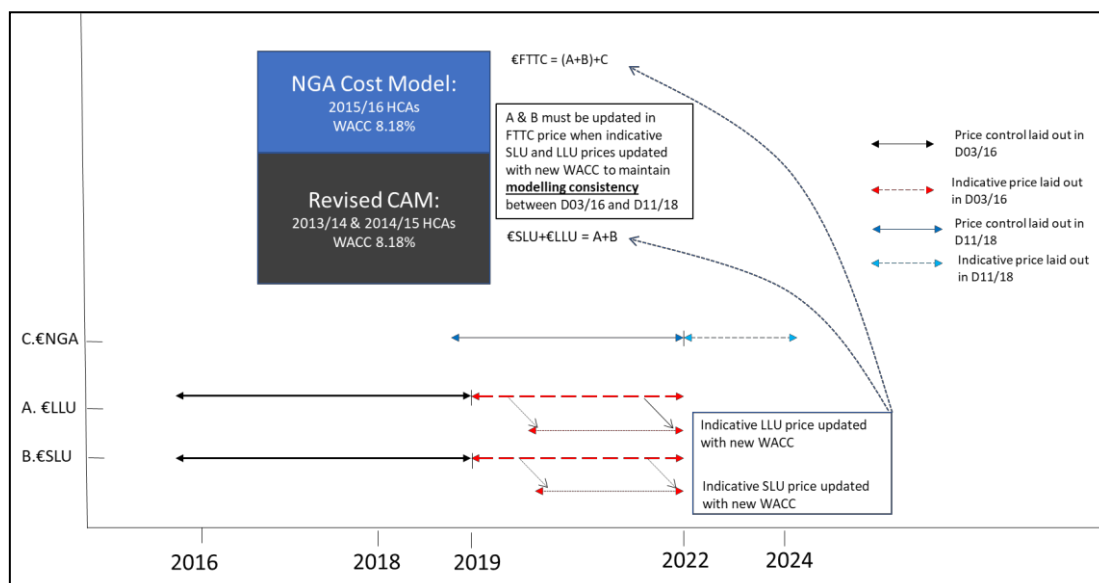 NGA Cost Model:
2015/16 HCAs
WACC 8.18%
Revised CAM:
2013/14 & 2014/15 HCAs
WACC 8.18%
€FTTC = (A+B)+C
A & B must be updated in
FTTC price when indicative
SLU and LLU prices updated
with new WACC to maintain
modelling consistency
between D03/16 and D11/18
€SLU+€LLU = A+B
Price control laid out in
D03/16
Indicative price laid out
in D03/16
Price control laid out in
D11/18
Indicative price laid out
in D11/18
C.€NGA
A. €LLU
B.€SLU
Indicative LLU price updated
with new WACC
Indicative SLU price updated
with new WACC
2016
2018
2019
2022
2024